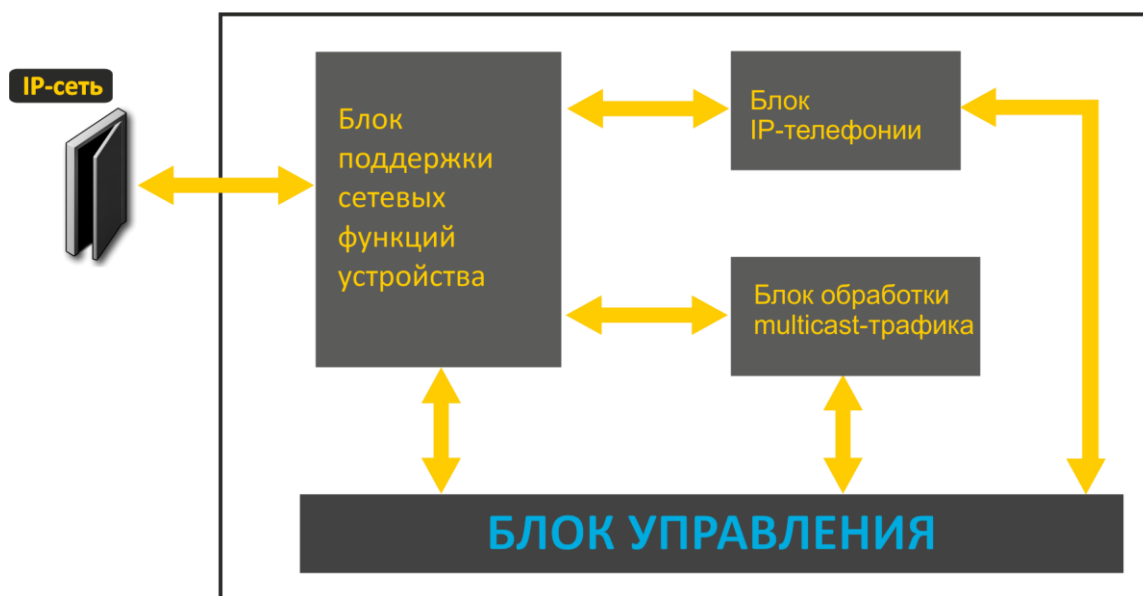 IP-сеть
Блок
поддержки
сетевых
функций
устройства
Блок
IP-телефонии
Блок обработки
multicast-трафика
БЛОК УПРАВЛЕНИЯ